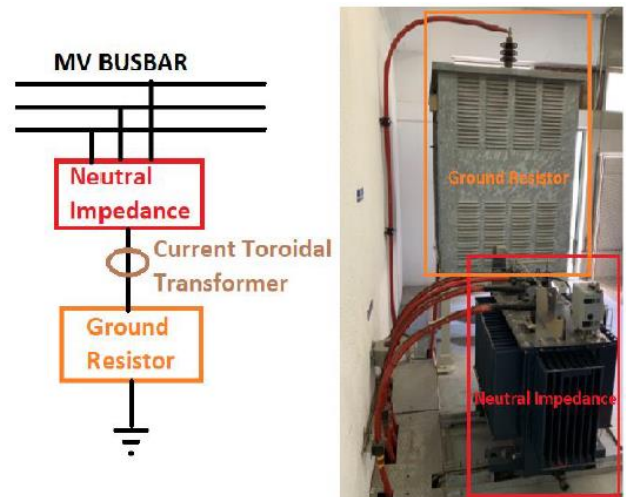 MV BUSBAR
Neutral
Impedance
Current Toroidal
Transformer
Ground
Resistor
Ground Resistor
Neutral Impedance